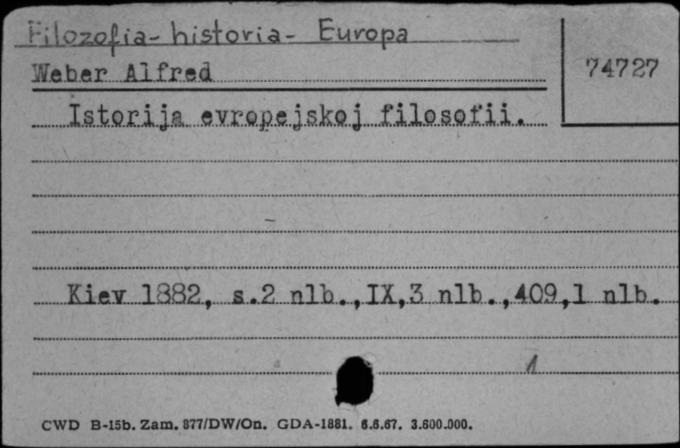 Filozofia - historia - Europa
Weber Alfred
74727
Istorija evropejskoj filosofii.
Kiev 1882, s.2 nlb.,IX,3 nlb.,409,1 nlb.
1
CWD B-15b. Zam. 877/DW/On. GDA-1881. 6.6.67. 3.600.000.